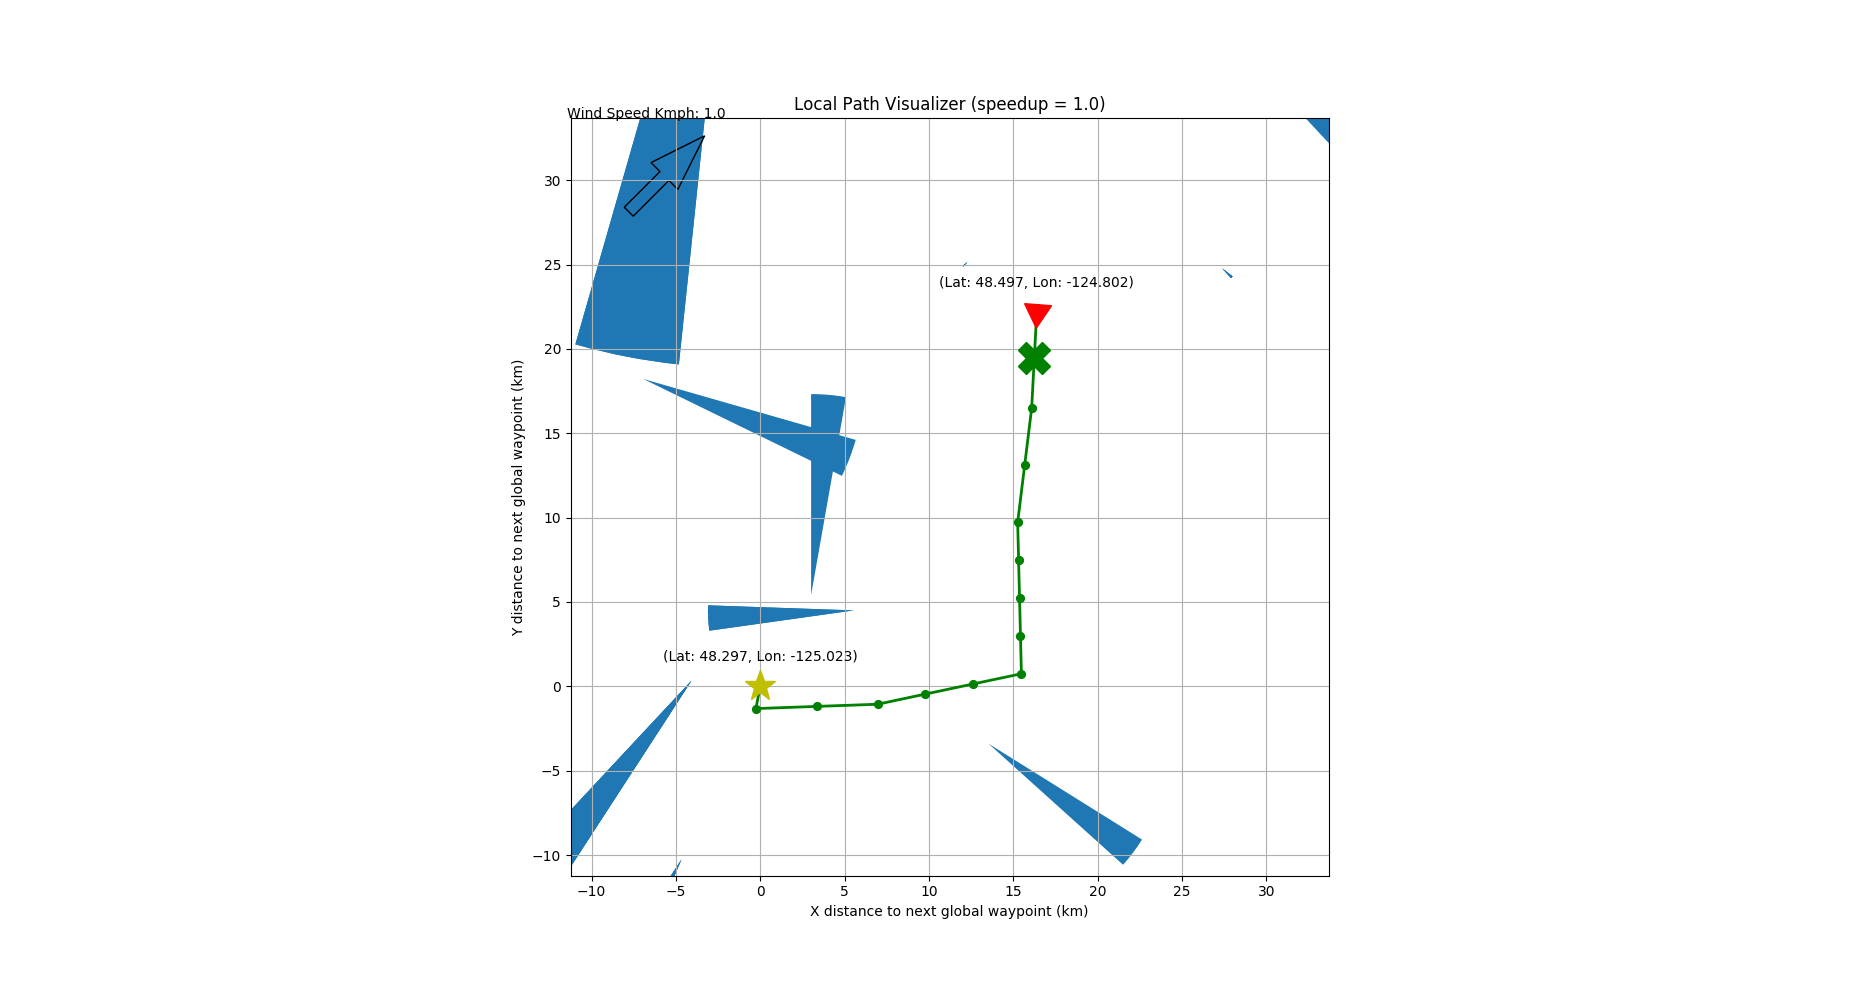 Local Path Visualizer (speedup = 1.0)
Wind Speed Kmph: 1.0
30
25
20
15
10
5
0
−5
−10
Y distance to next global waypoint (km)
(Lat: 48.497, Lon: -124.802)
(Lat: 48.297, Lon: -125.023)
−10 −5 0 5 10 15 20 25 30
X distance to next global waypoint (km)